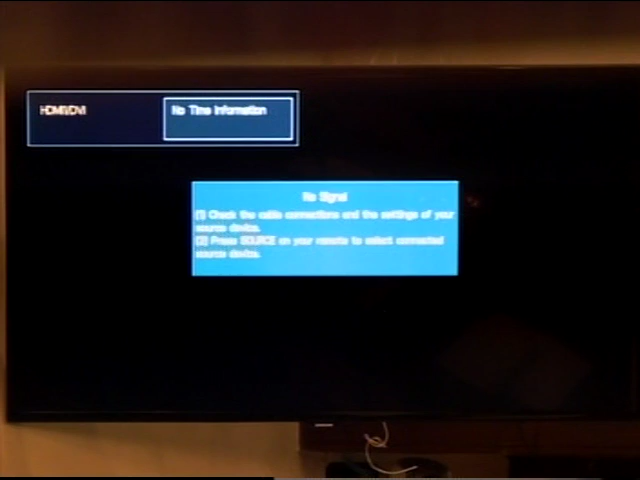 HDMI/DVI
No Time Information
No Signal
(1) Check the cable connections and the settings of your
source device.
(2) Press SOURCE on your remote to select connected
source device.